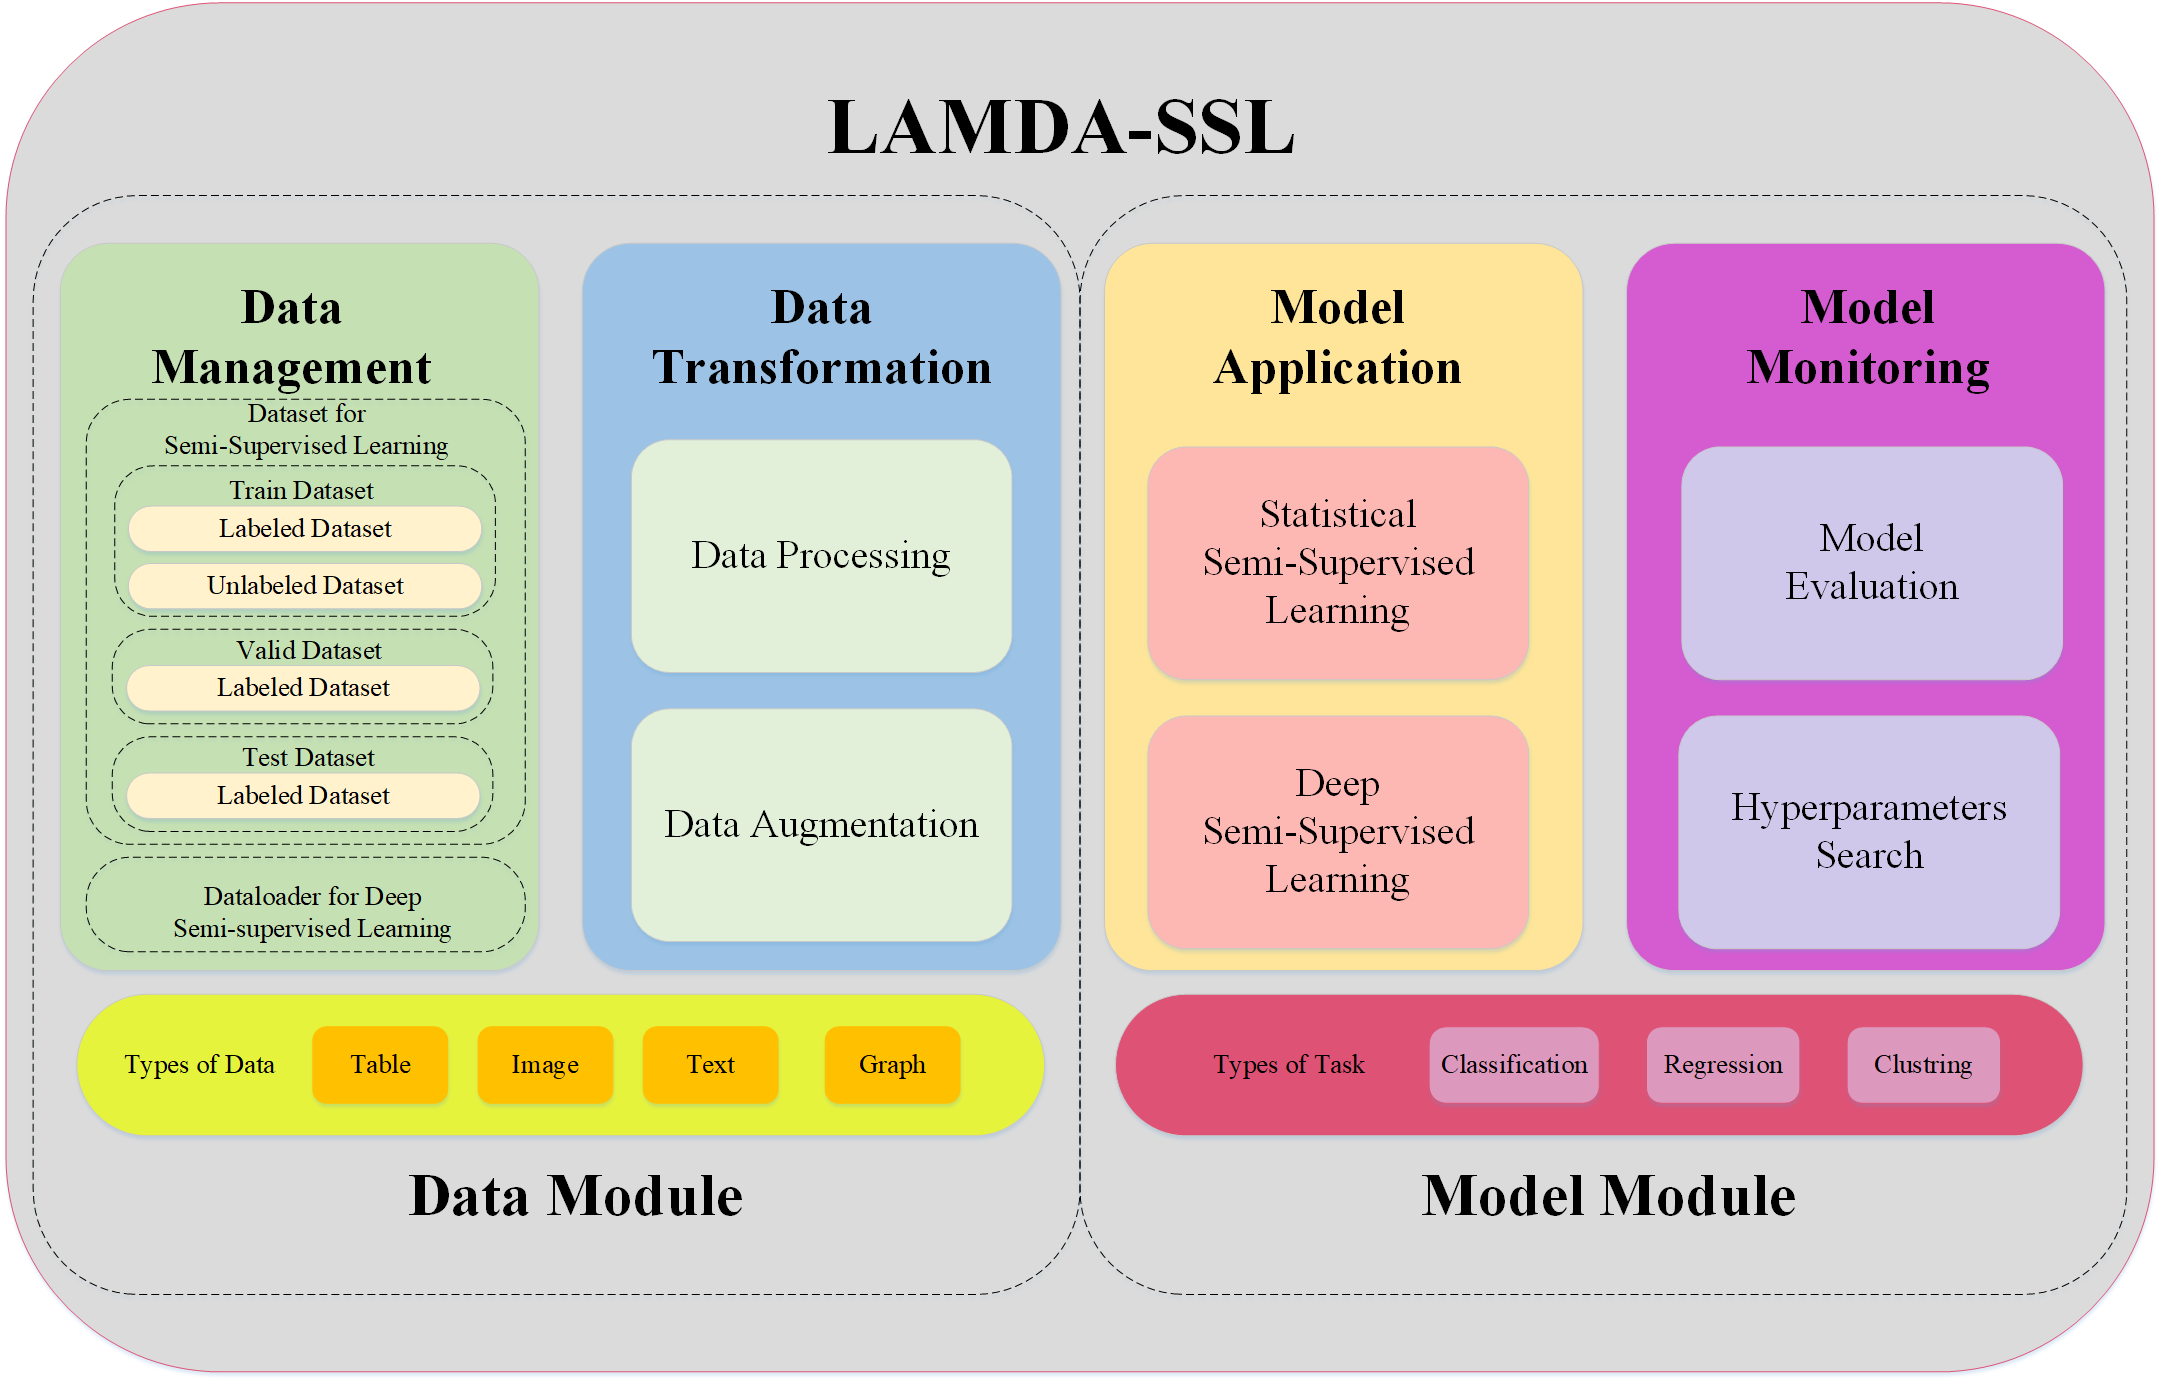 LAMDA-SSL
Data
Management
Dataset for
Semi-Supervised Learning
Train Dataset
Labeled Dataset
Unlabeled Dataset
Valid Dataset
Labeled Dataset
Test Dataset
Labeled Dataset
Dataloader for Deep
Semi-supervised Learning
Data
Transformation
Data Processing
Data Augmentation
Types of Data
Table
Image
Text
Graph
Data Module
Model
Application
Statistical
Semi-Supervised
Learning
Deep
Semi-Supervised
Learning
Model
Monitoring
Model
Evaluation
Hyperparameters
Search
Types of Task
Classification
Regression
Clustring
Model Module